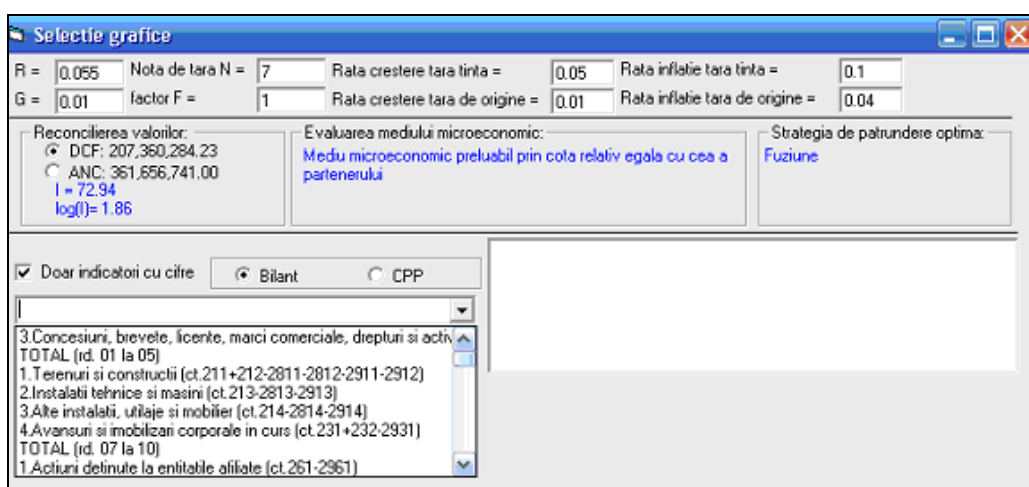 Selectie grafice
R = 0.055 Nota de tara N = 7 Rata crestere tara tinta = 0.05 Rata inflatie tara tinta = 0.1
G = 0.01 factor F = 1 Rata crestere tara de origine = 0.01 Rata inflatie tara de origine = 0.04
Reconcilierea valorilor: Evaluarea mediului microeconomic: Strategia de patrundere optima:
DCF: 207,360,284.23 Mediu microeconomic preluabil prin cota relativ egala cu cea a Fuziune
ANC: 361,656,741.00 partenerului
I = 72.94
log(I)= 1.86
Doar indicatori cu cifre Bilant CPP
3.Concesiuni, brevete, licente, marci comerciale, drepturi si activ
TOTAL (rd. 01 la 05)
1.Terenuri si constructii (ct.211+212-2811-2812-2911-2912)
2.Instalatii tehnice si masini (ct.213-2813-2913)
3.Alte instalatii, utilaje si mobilier (ct.214-2814-2914)
4.Avansuri si imobilizari corporale in curs (ct.231+232-2931)
TOTAL (rd. 07 la 10)
1.Actiuni detinute la entitatile afiliate (ct.261-2961)